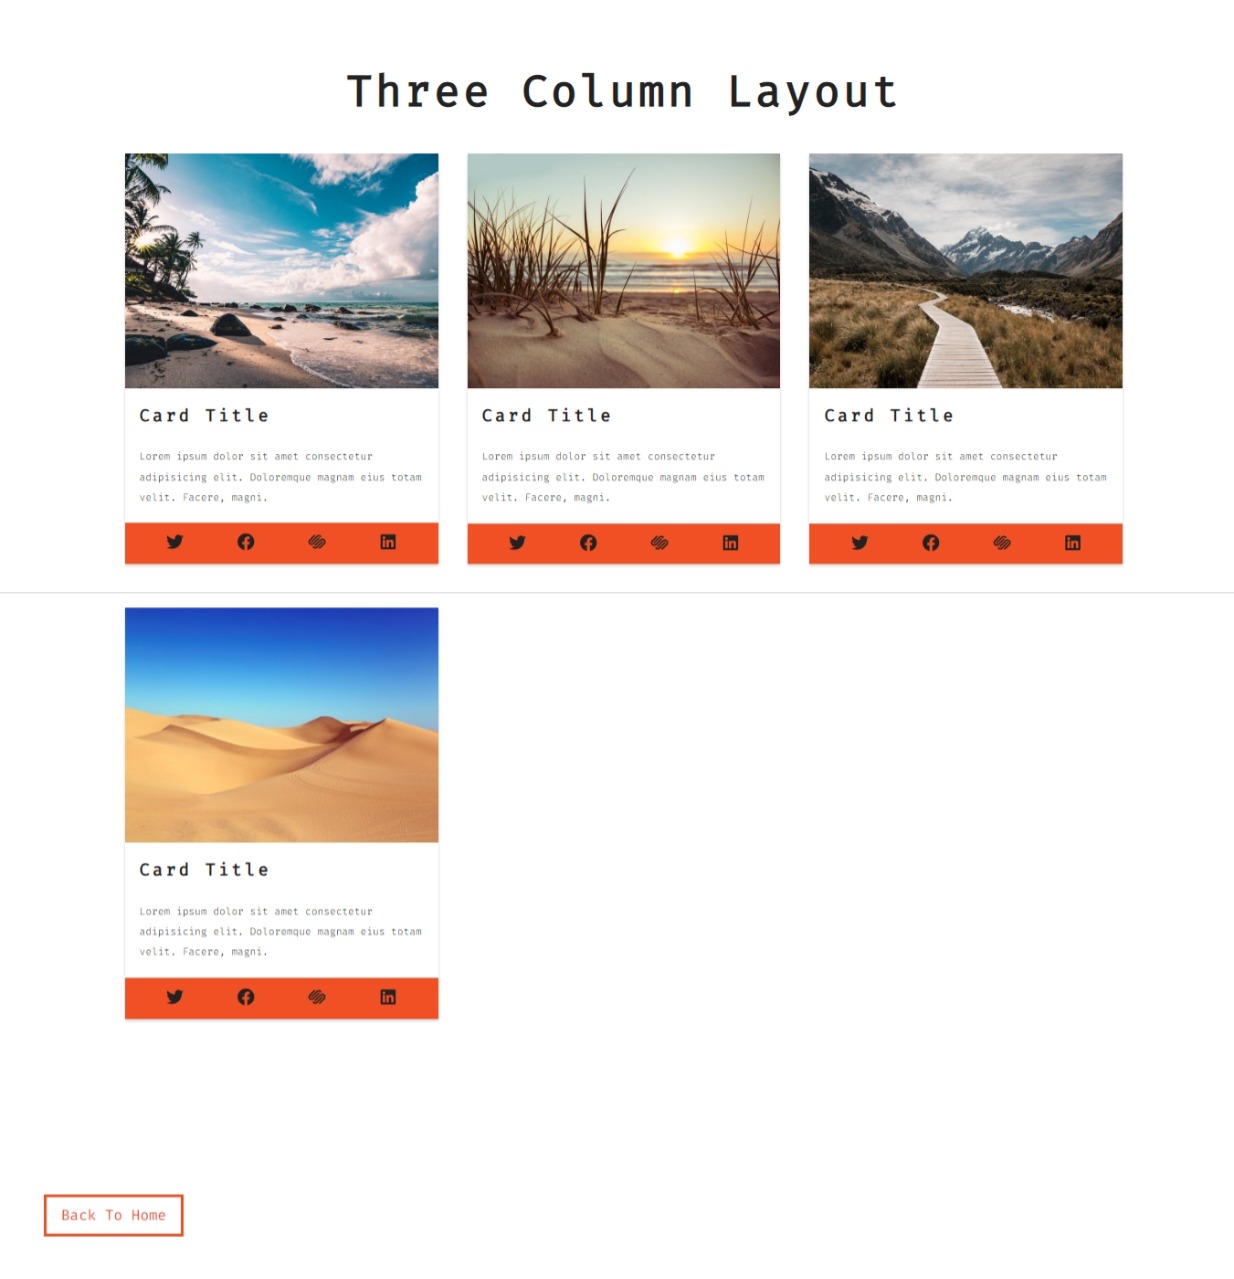 Three Column Layout
Card Title
Lorem ipsum dolor sit amet consectetur
adipisicing elit. Doloremque magnam eius totam
velit. Facere, magni.
Card Title
Lorem ipsum dolor sit amet consectetur
adipisicing elit. Doloremque magnam eius totam
velit. Facere, magni.
Card Title
Lorem ipsum dolor sit amet consectetur
adipisicing elit. Doloremque magnam eius totam
velit. Facere, magni.
Card Title
Lorem ipsum dolor sit amet consectetur
adipisicing elit. Doloremque magnam eius totam
velit. Facere, magni.
Back To Home